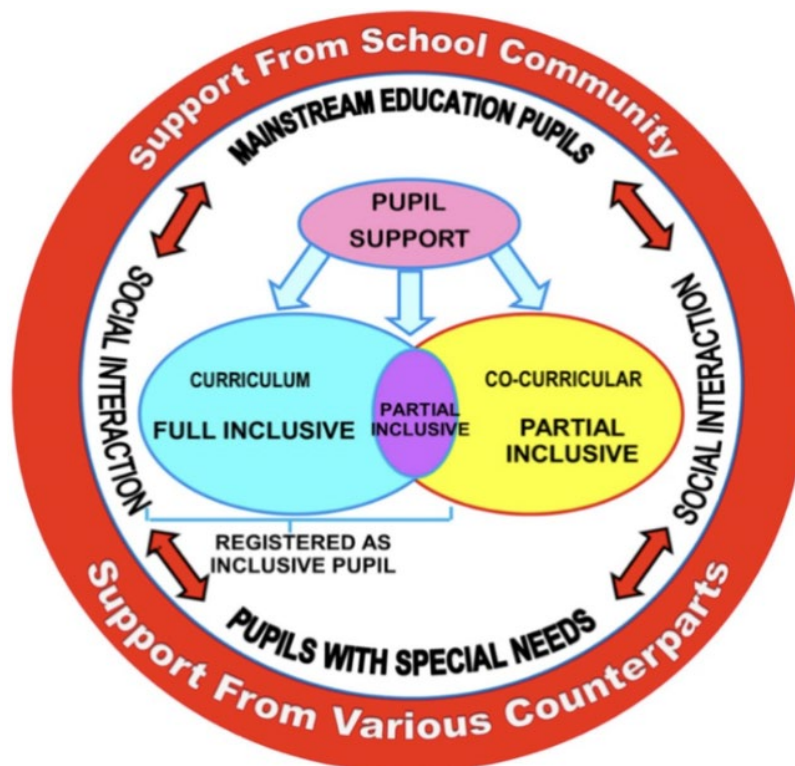 Support From School Community
MAINSTREAM EDUCATION PUPILS
PUPIL
SUPPORT
SOCIAL INTERACTION
SOCIAL INTERACTION
CURRICULUM
FULL INCLUSIVE
PARTIAL
INCLUSIVE
CO-CURRICULAR
PARTIAL
INCLUSIVE
REGISTERED AS
INCLUSIVE PUPIL
PUPILS WITH SPECIAL NEEDS
Support From Various Counterparts